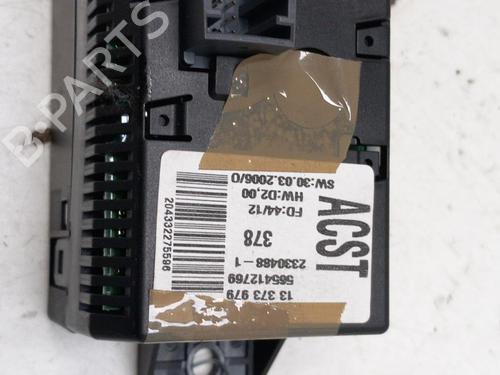 ACST
13 373 979
565412769
2330488-1
378
FD:44/12
HW:D2,00
SW:30.03.2006/0
204332275596
B-PARTS